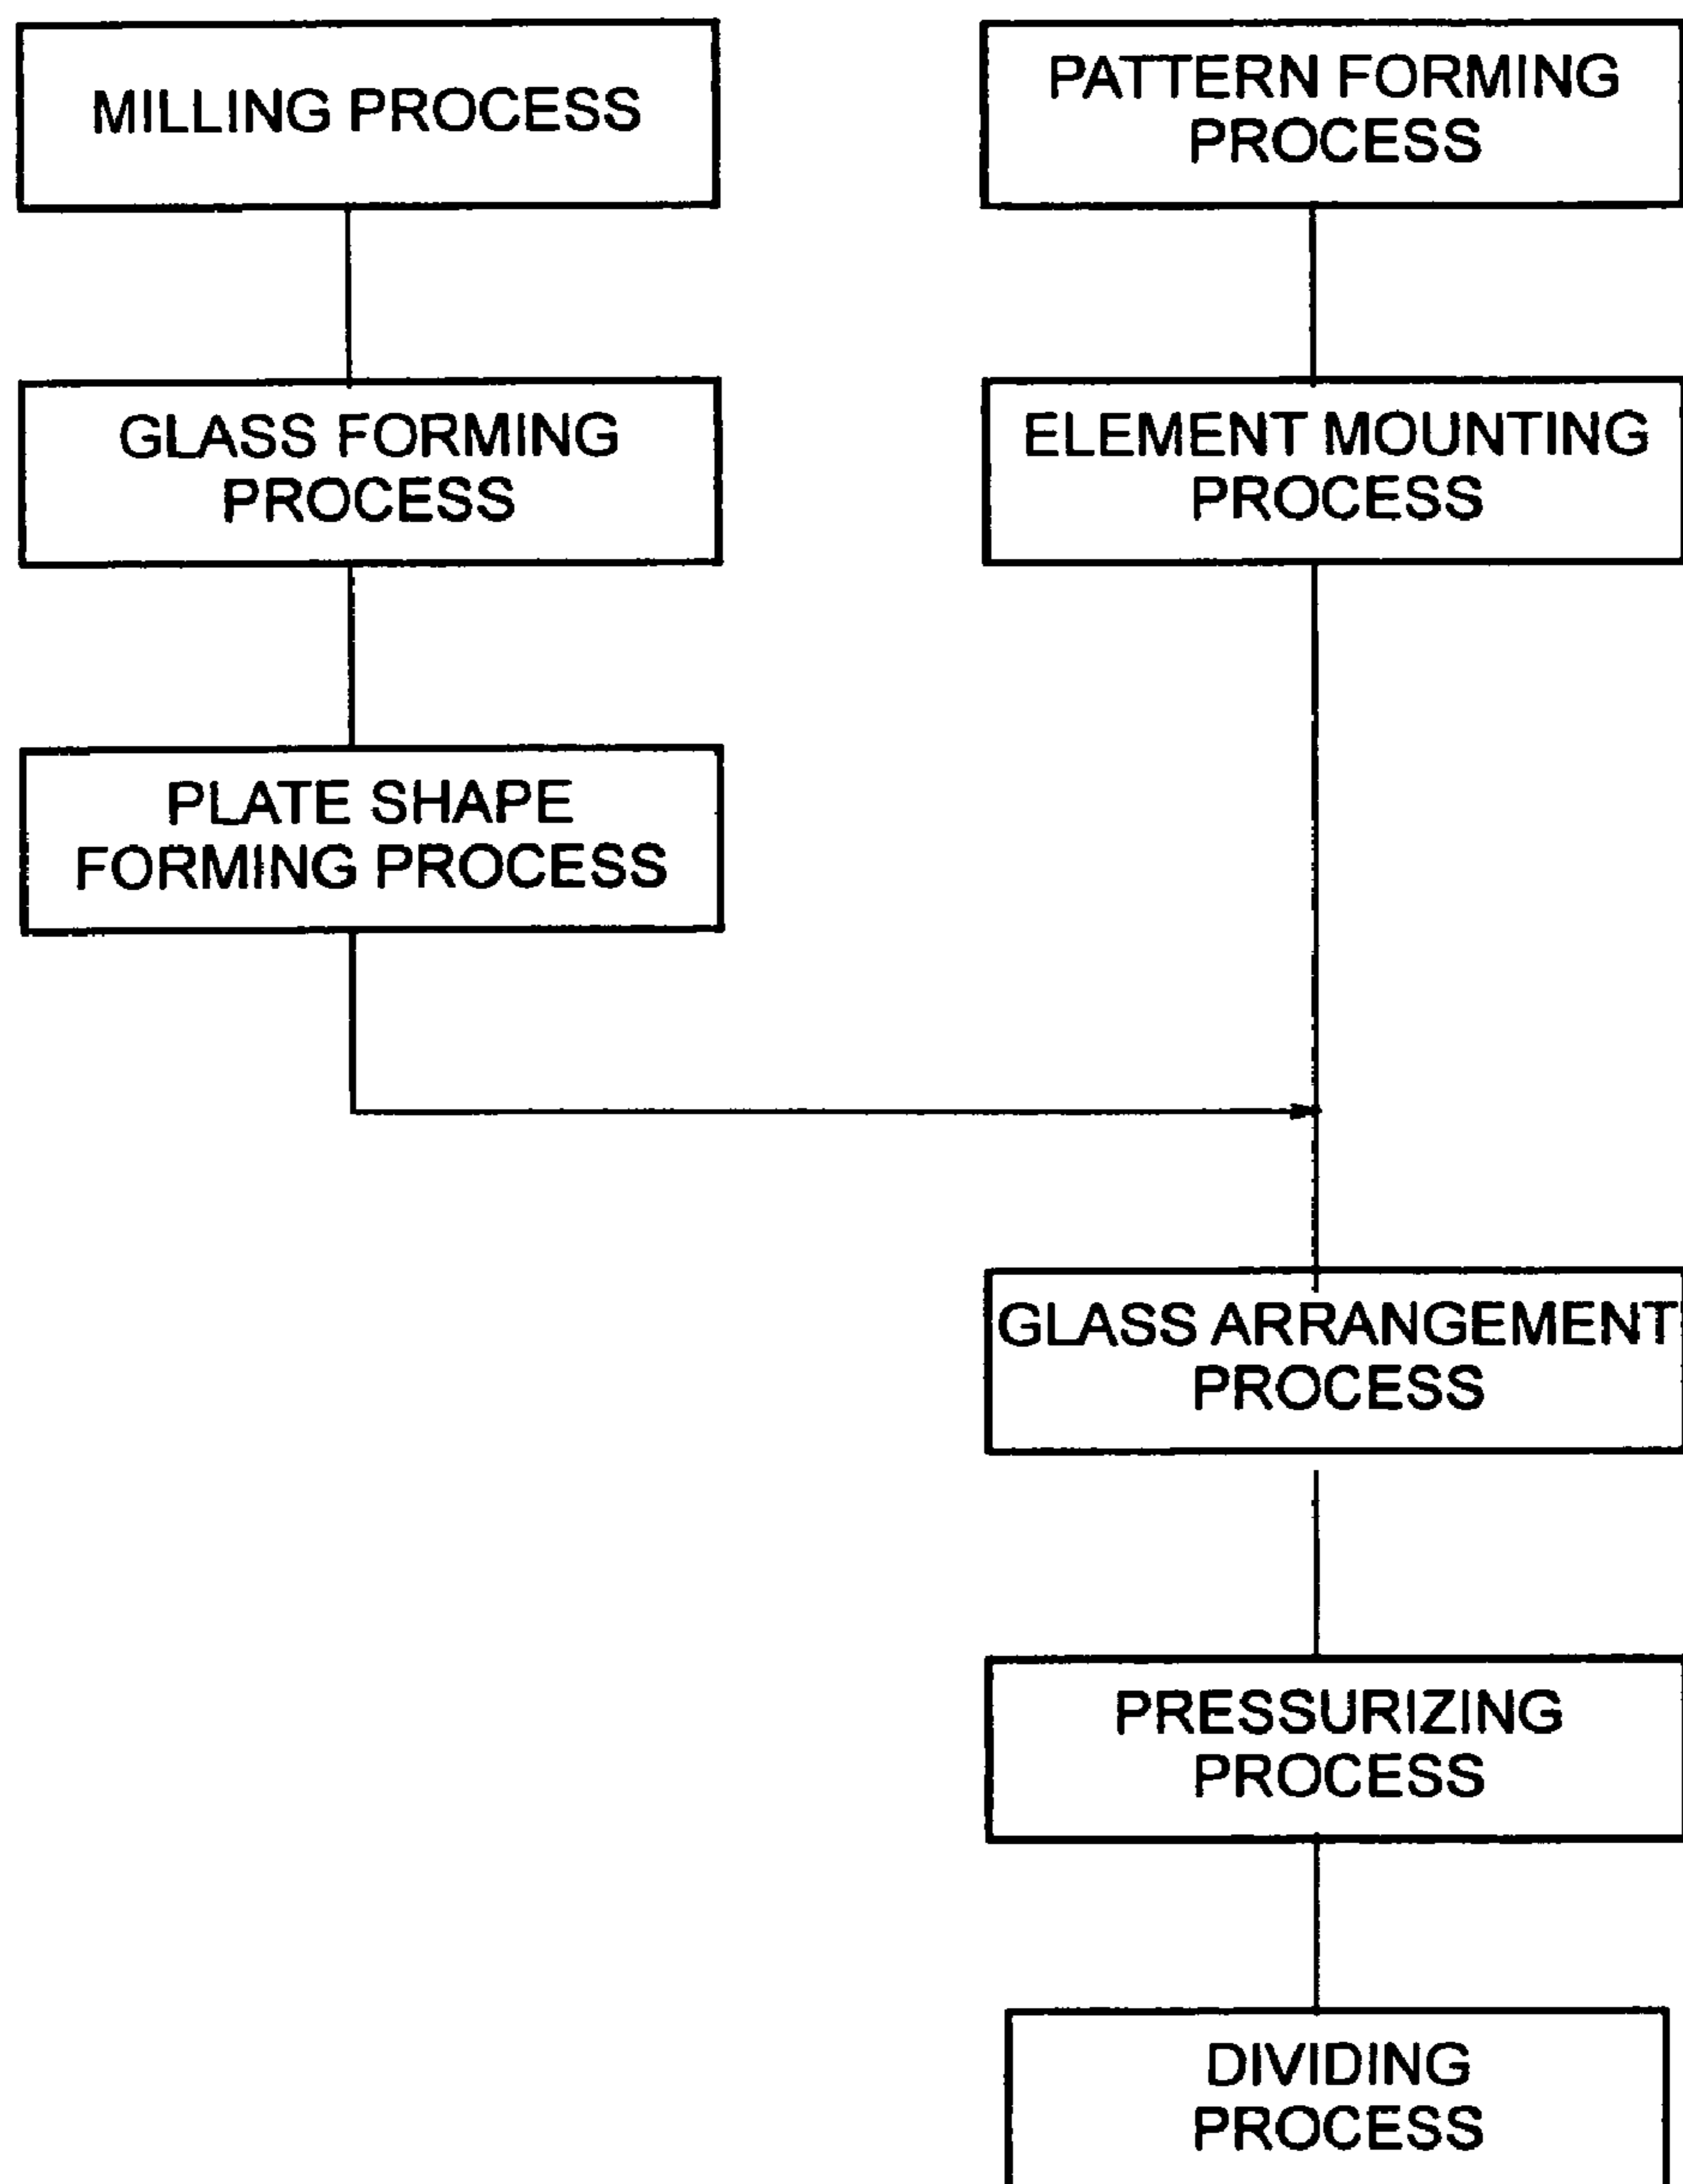 MILLING PROCESS
GLASS FORMING
PROCESS
PLATE SHAPE
FORMING PROCESS
PATTERN FORMING
PROCESS
ELEMENT MOUNTING
PROCESS
GLASS ARRANGEMENT
PROCESS
PRESSURIZING
PROCESS
DIVIDING
PROCESS